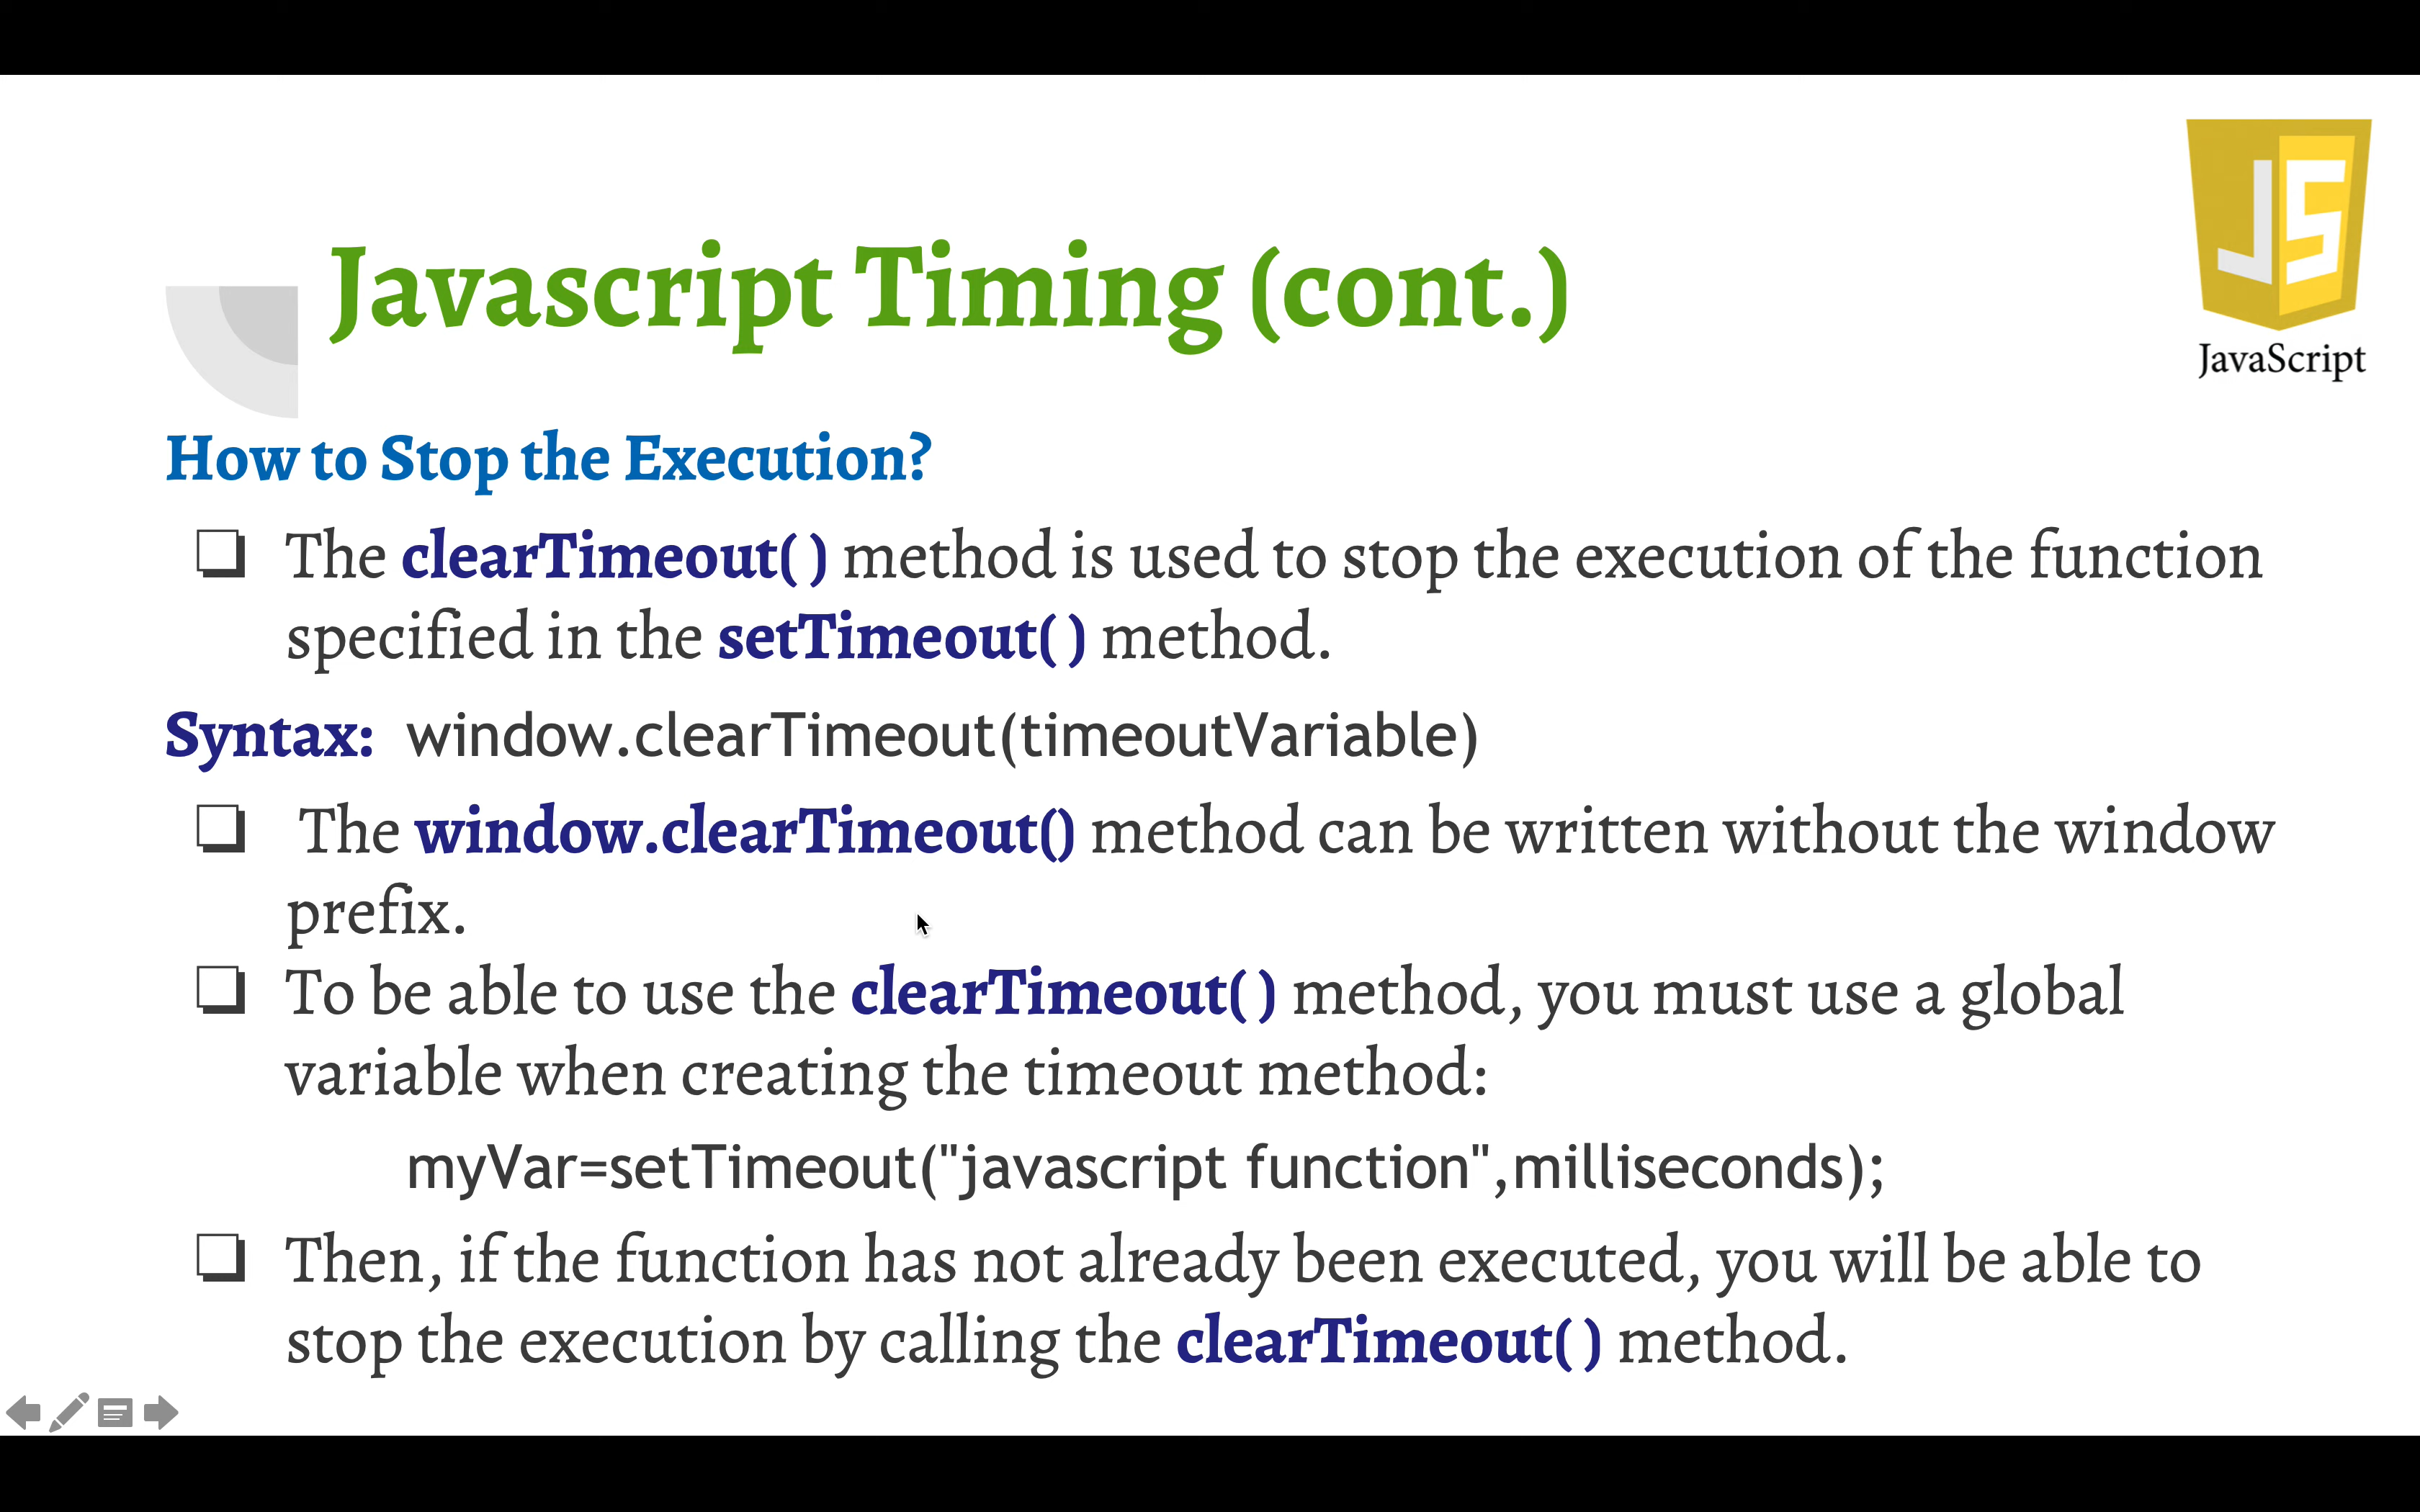 JS
JavaScript
Javascript Timing (cont.)
How to Stop the Execution?
The clearTimeout( ) method is used to stop the execution of the function
specified in the setTimeout( ) method.
Syntax: window.clearTimeout(timeoutVariable)
The window.clearTimeout() method can be written without the window
prefix.
To be able to use the clearTimeout( ) method, you must use a global
variable when creating the timeout method:
myVar=setTimeout("javascript function",milliseconds);
Then, if the function has not already been executed, you will be able to
stop the execution by calling the clearTimeout( ) method.